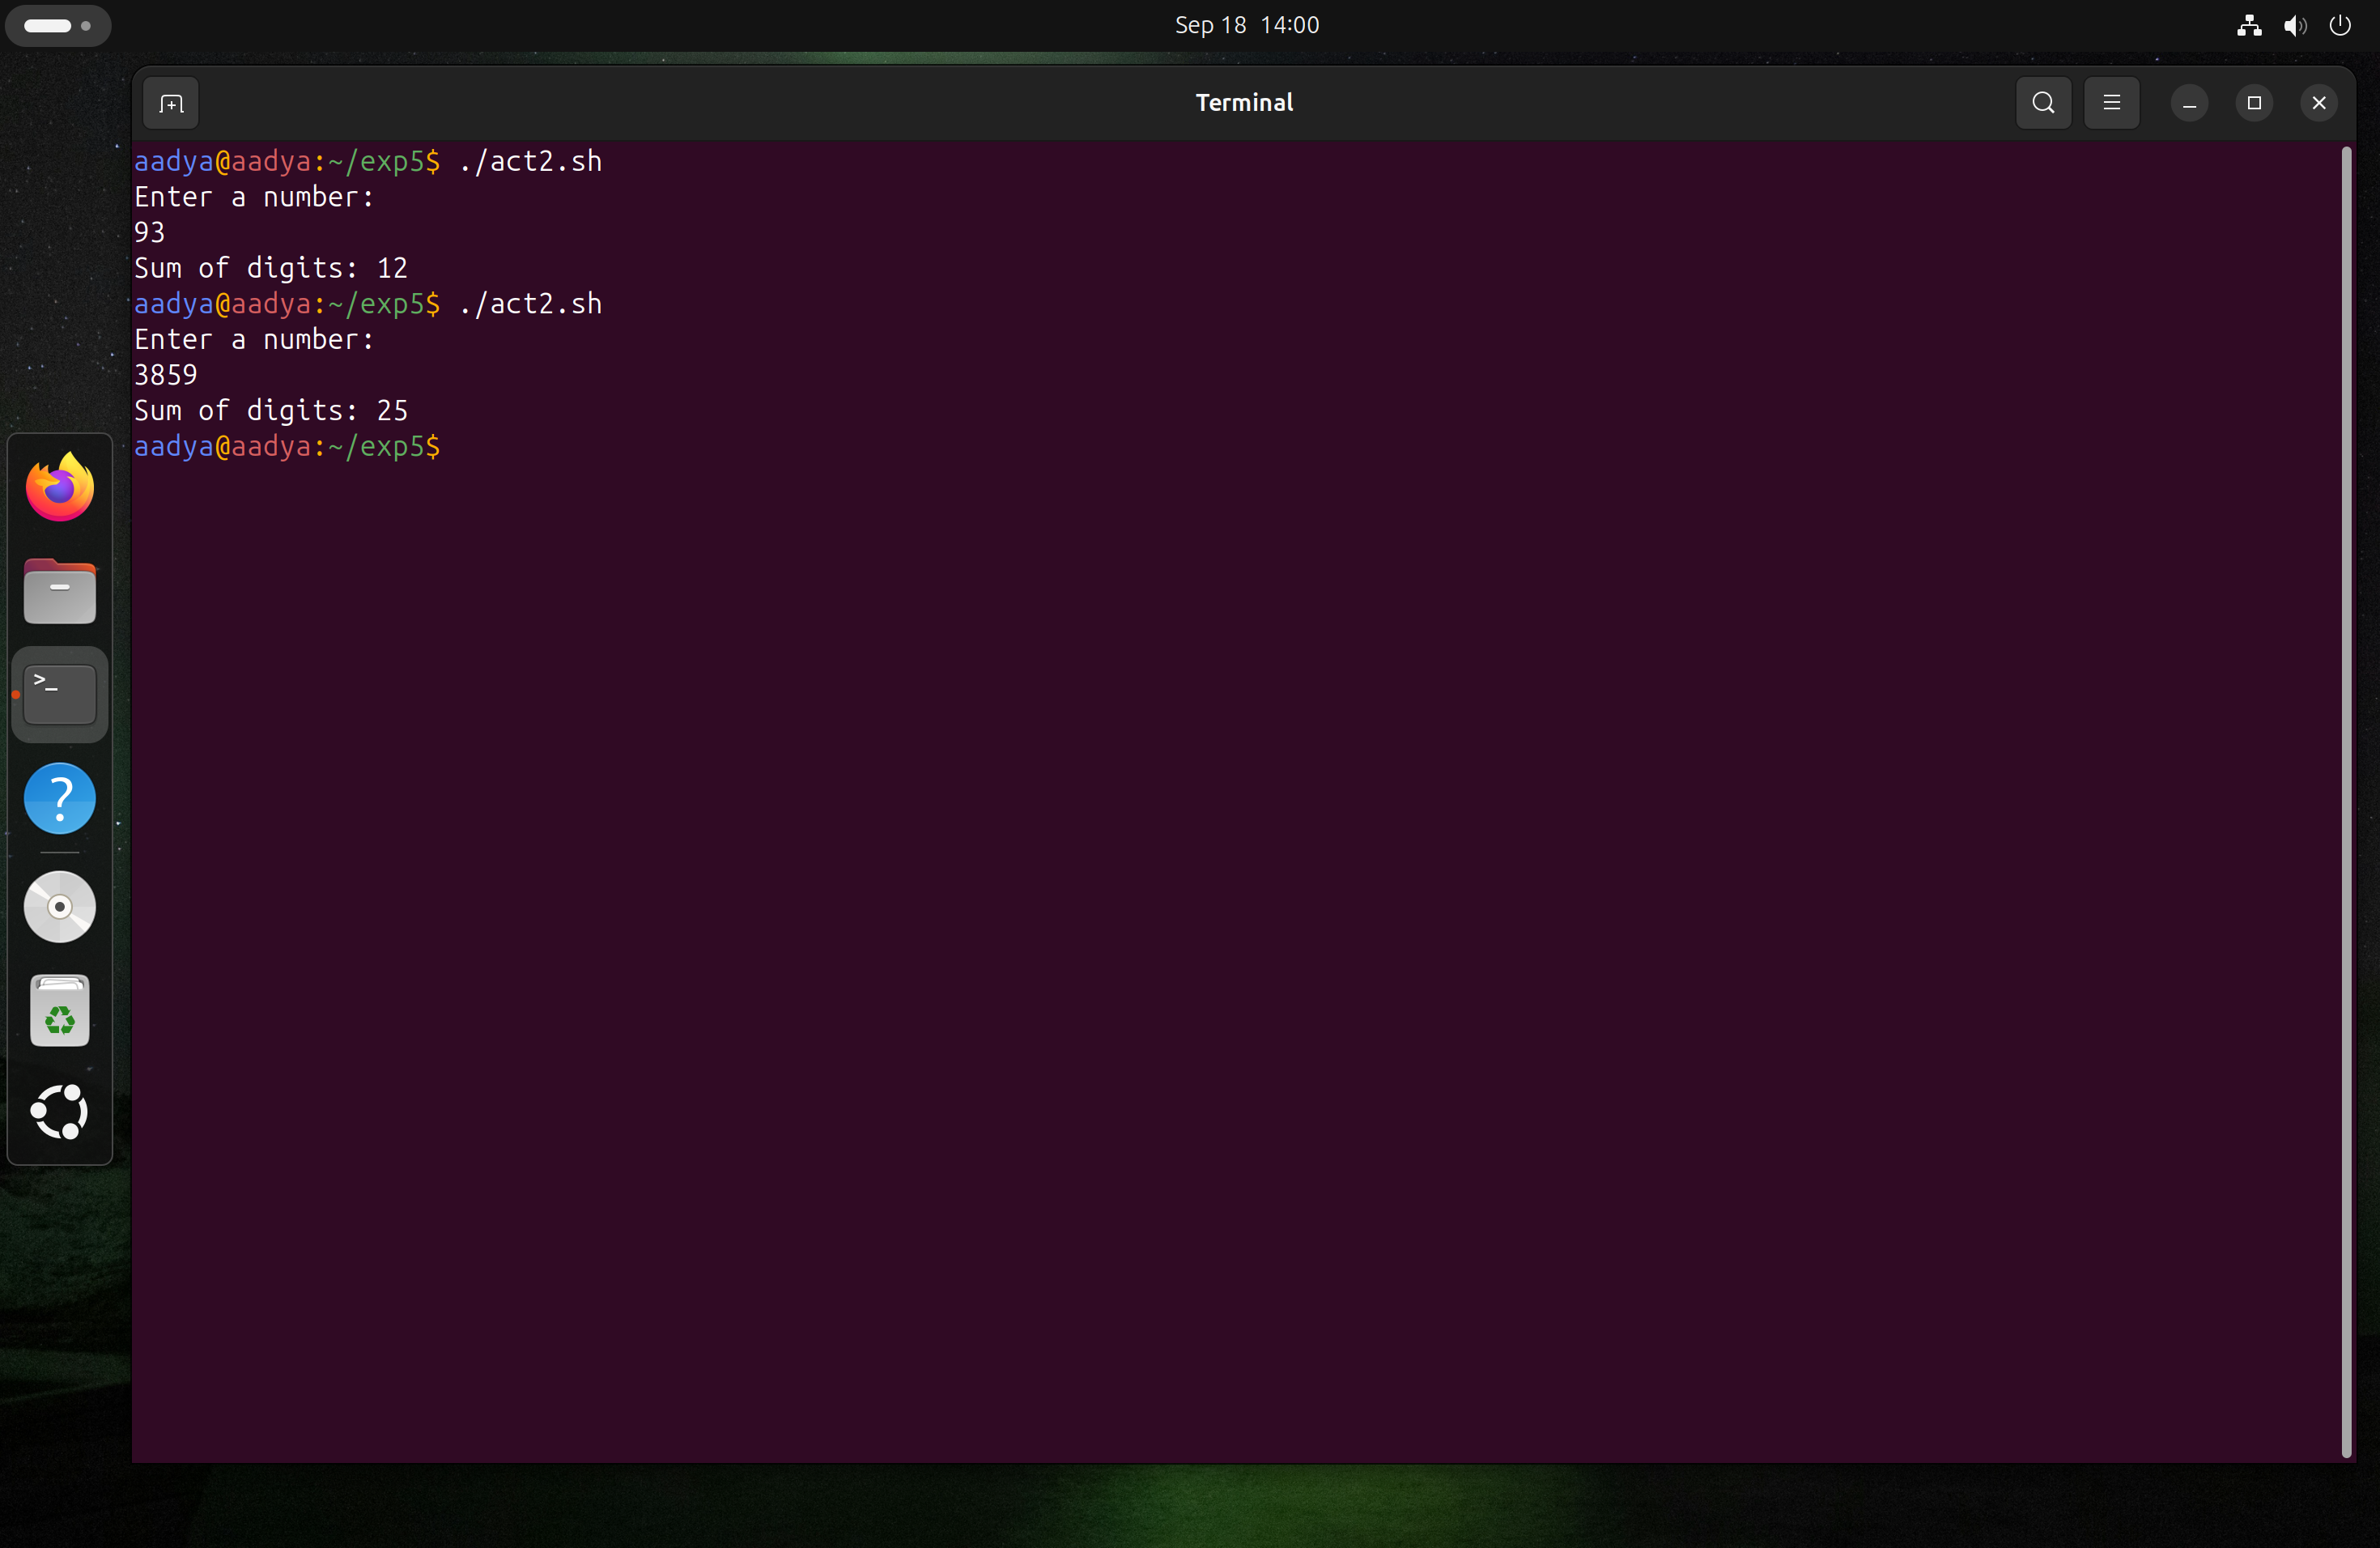 Sep 18 14:00
Terminal
aadya@aadya:~/exp5$ ./act2.sh
Enter a number:
93
Sum of digits: 12
aadya@aadya:~/exp5$ ./act2.sh
Enter a number:
3859
Sum of digits: 25
aadya@aadya:~/exp5$